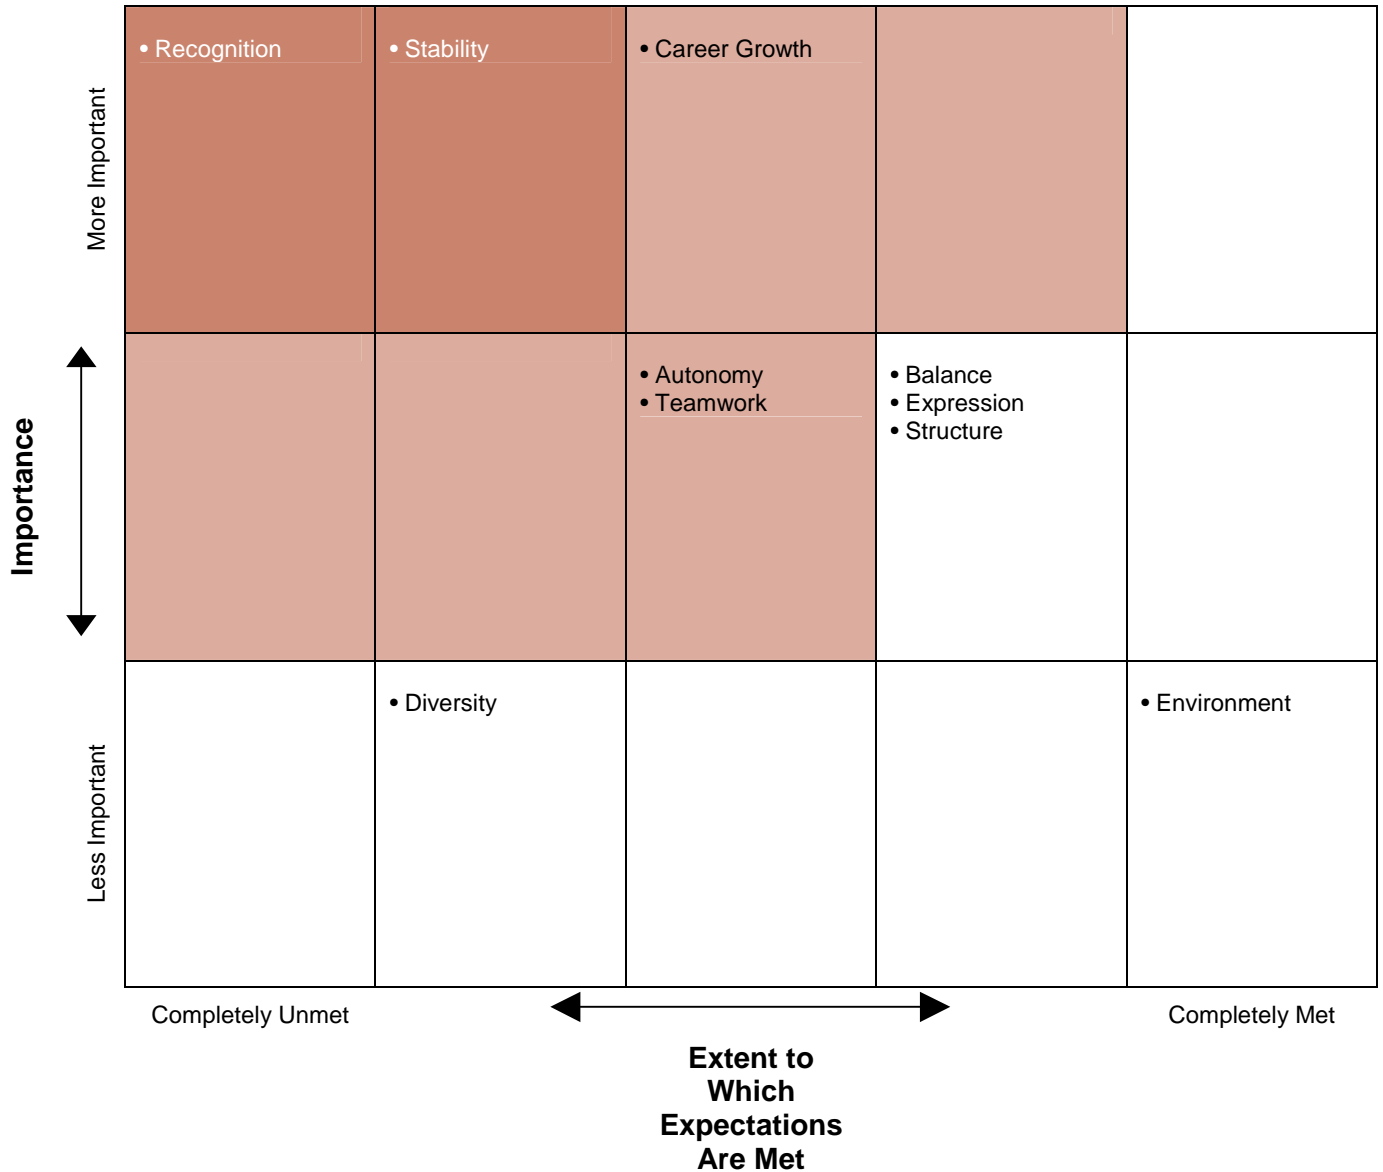 • Recognition
• Stability
• Career Growth
More Important
• Autonomy
• Teamwork
• Balance
• Expression
• Structure
Importance
• Diversity
• Environment
Less Important
Completely Unmet
Completely Met
Extent to
Which
Expectations
Are Met